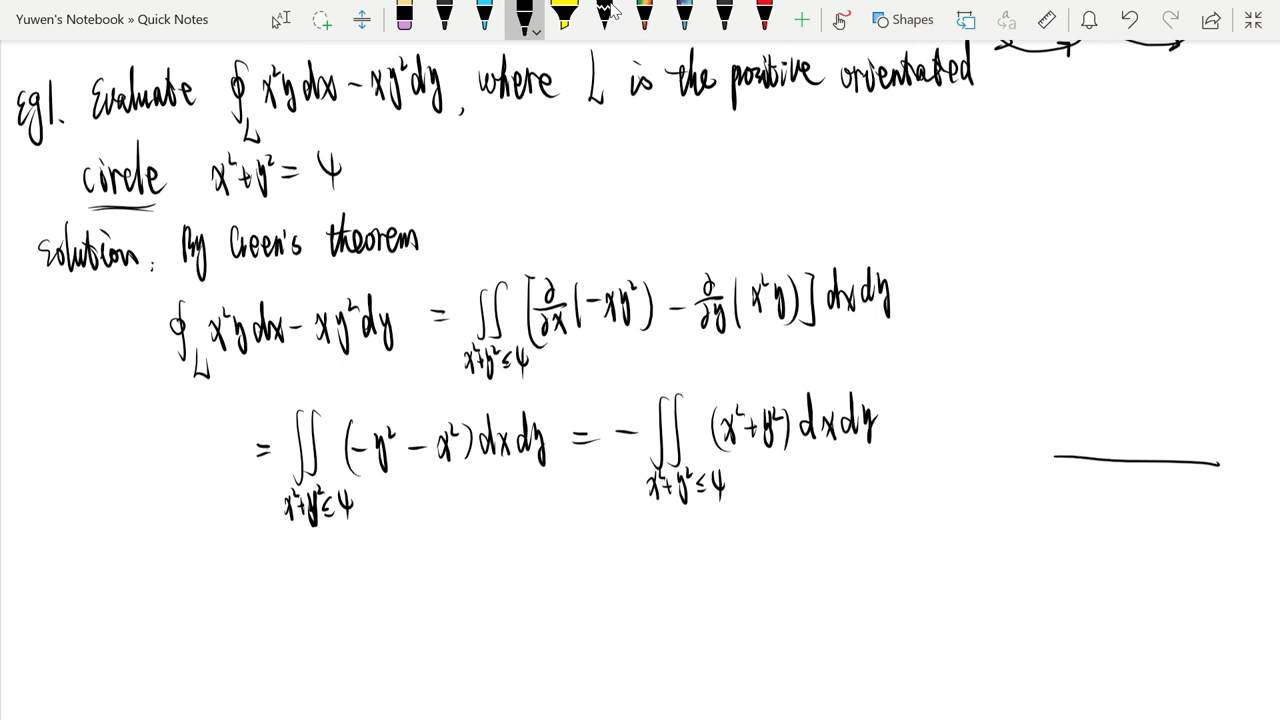 Yuwen's Notebook » Quick Notes
Shapes
Eg1. Evaluate ∮_L x²y dx − xy² dy, where L is the positive orientated
circle x²+y² = 4
Solution: By Green's theorem
∮_L x²y dx − xy² dy = ∬_{x²+y²≤4} [∂/∂x (−xy²) − ∂/∂y (x²y)] dx dy
= ∬_{x²+y²≤4} (−y² − x²) dx dy = − ∬_{x²+y²≤4} (x²+y²) dx dy